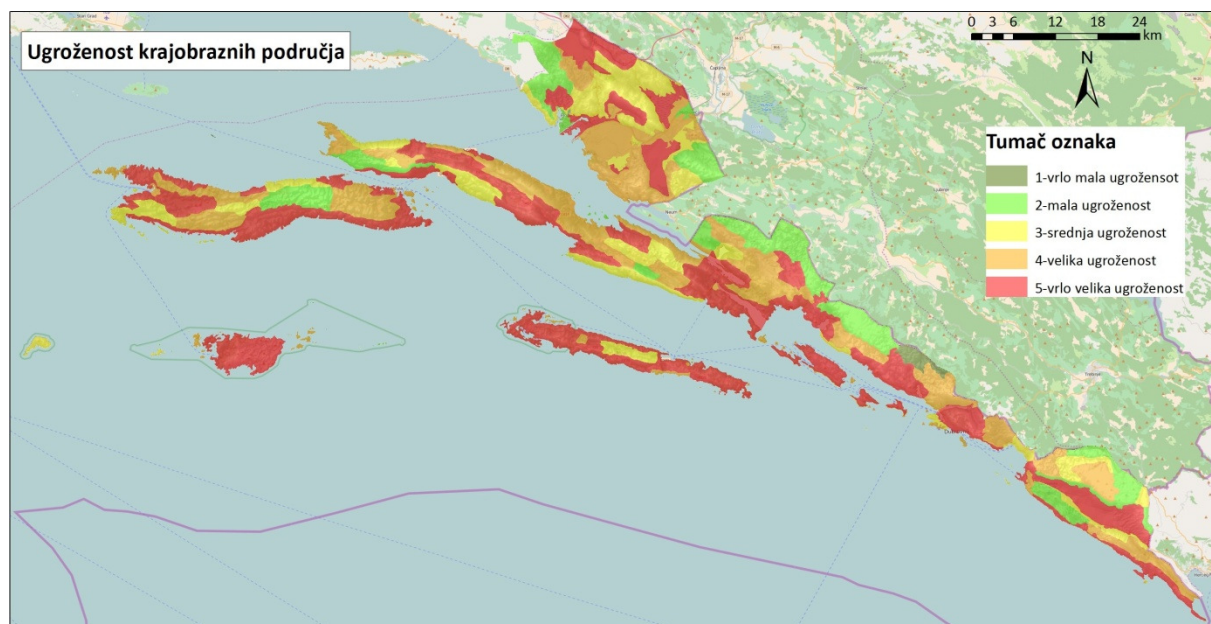 Ugroženost krajobraznih područja
0 3 6 12 18 24
km
N
Tumač oznaka
1-vrlo mala ugrožensot
2-mala ugroženost
3-srednja ugroženost
4-velika ugroženost
5-vrlo velika ugroženost
Neum